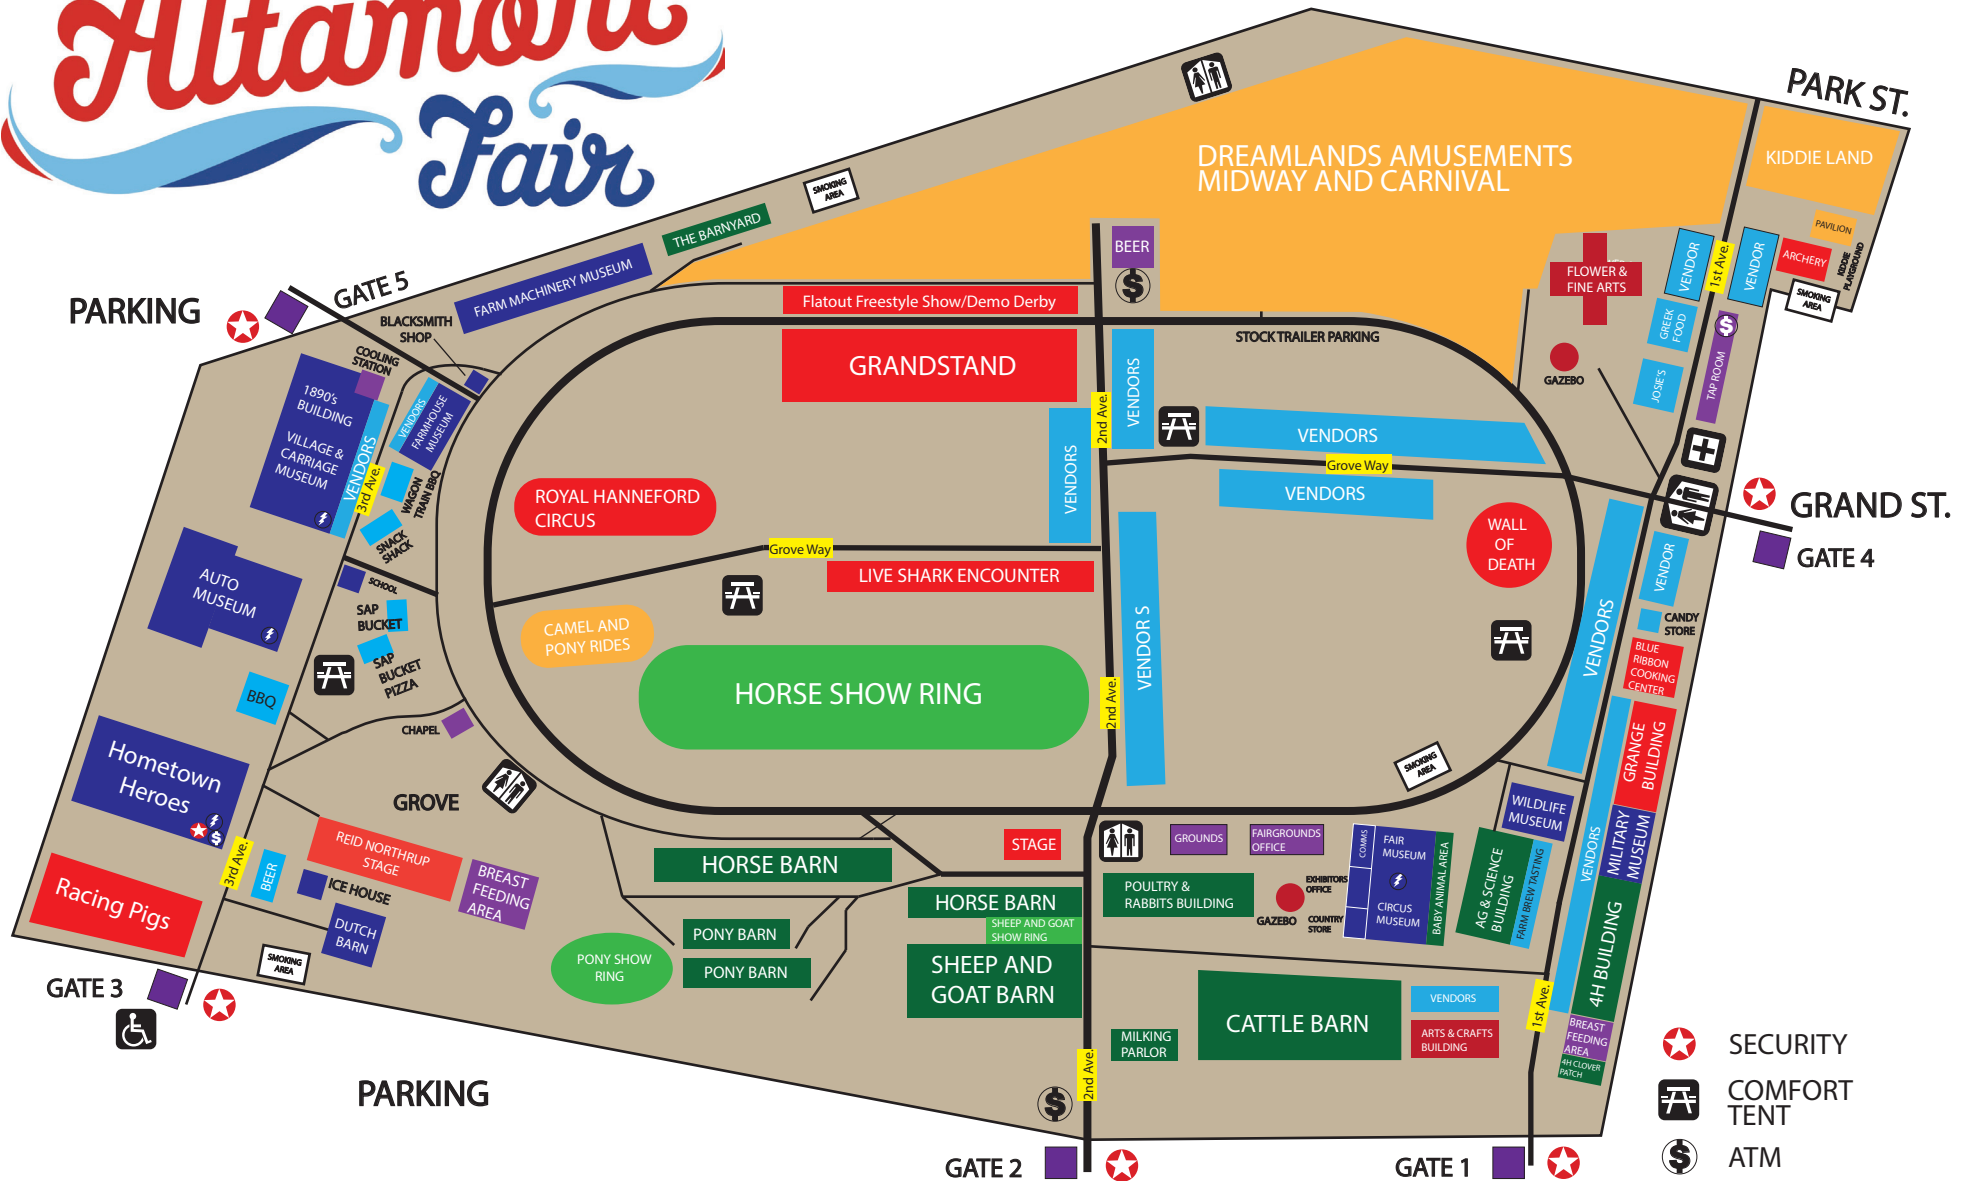 Altamont
Fair
PARK ST.
KIDDIE LAND
DREAMLANDS AMUSEMENTS
MIDWAY AND CARNIVAL
SMOKING
AREA
THE BARNYARD
FARM MACHINERY MUSEUM
PAVILION
ARCHERY
KIDDIE
PLAYGROUND
SMOKING
AREA
VENDOR
1st Ave.
VENDOR
BEER
$
FLOWER &
FINE ARTS
GREEK
FOOD
$
TAP ROOM
JOSIE'S
GAZEBO
PARKING
GATE 5
BLACKSMITH
SHOP
COOLING
STATION
Flatout Freestyle Show/Demo Derby
STOCK TRAILER PARKING
GRANDSTAND
VENDORS
2nd Ave.
VENDORS
1890's
BUILDING
VILLAGE &
CARRIAGE
MUSEUM
VENDORS
3rd Ave.
VENDORS
FARMHOUSE
MUSEUM
WAGON
TRAIN BBQ
SNACK
SHACK
VENDORS
Grove Way
VENDORS
ROYAL HANNEFORD
CIRCUS
WALL
OF
DEATH
GRAND ST.
GATE 4
Grove Way
LIVE SHARK ENCOUNTER
AUTO
MUSEUM
SCHOOL
SAP
BUCKET
SAP
BUCKET
PIZZA
CAMEL AND
PONY RIDES
HORSE SHOW RING
2nd Ave.
VENDOR S
VENDORS
VENDOR
CANDY
STORE
BLUE
RIBBON
COOKING
CENTER
BBQ
CHAPEL
GROVE
Hometown
Heroes
$
SMOKING
AREA
GRANGE
BUILDING
WILDLIFE
MUSEUM
VENDORS
MILITARY
MUSEUM
3rd Ave.
BEER
REID NORTHRUP
STAGE
BREAST
FEEDING
AREA
ICE HOUSE
DUTCH
BARN
Racing Pigs
SMOKING
AREA
HORSE BARN
STAGE
GROUNDS
FAIRGROUNDS
OFFICE
COMMS
FAIR
MUSEUM
CIRCUS
MUSEUM
BABY ANIMAL AREA
AG & SCIENCE
BUILDING
FARM BREW TASTING
POULTRY &
RABBITS BUILDING
EXHIBITORS
OFFICE
GAZEBO
COUNTRY
STORE
HORSE BARN
SHEEP AND GOAT
SHOW RING
SHEEP AND
GOAT BARN
PONY BARN
PONY BARN
PONY SHOW
RING
GATE 3
4H BUILDING
1st Ave.
CATTLE BARN
VENDORS
ARTS & CRAFTS
BUILDING
MILKING
PARLOR
BREAST
FEEDING
AREA
4H CLOVER
PATCH
2nd Ave.
$
PARKING
GATE 2
GATE 1
SECURITY
COMFORT
TENT
$
ATM